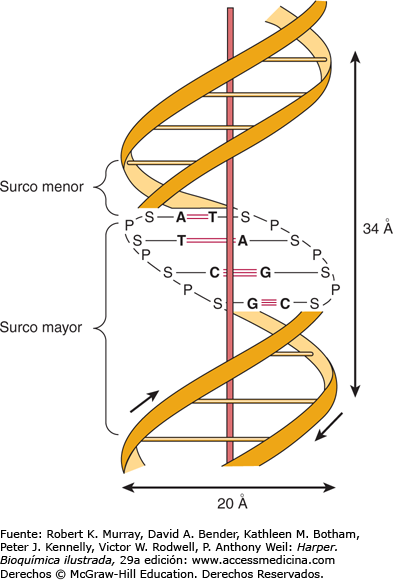 Surco menor
Surco mayor
S A T S
P P
S T A S
P P
S C G S
P P
S G C S
34 Å
20 Å
Fuente: Robert K. Murray, David A. Bender, Kathleen M. Botham,
Peter J. Kennelly, Victor W. Rodwell, P. Anthony Weil: Harper.
Bioquímica ilustrada, 29a edición: www.accessmedicina.com
Derechos © McGraw-Hill Education. Derechos Reservados.